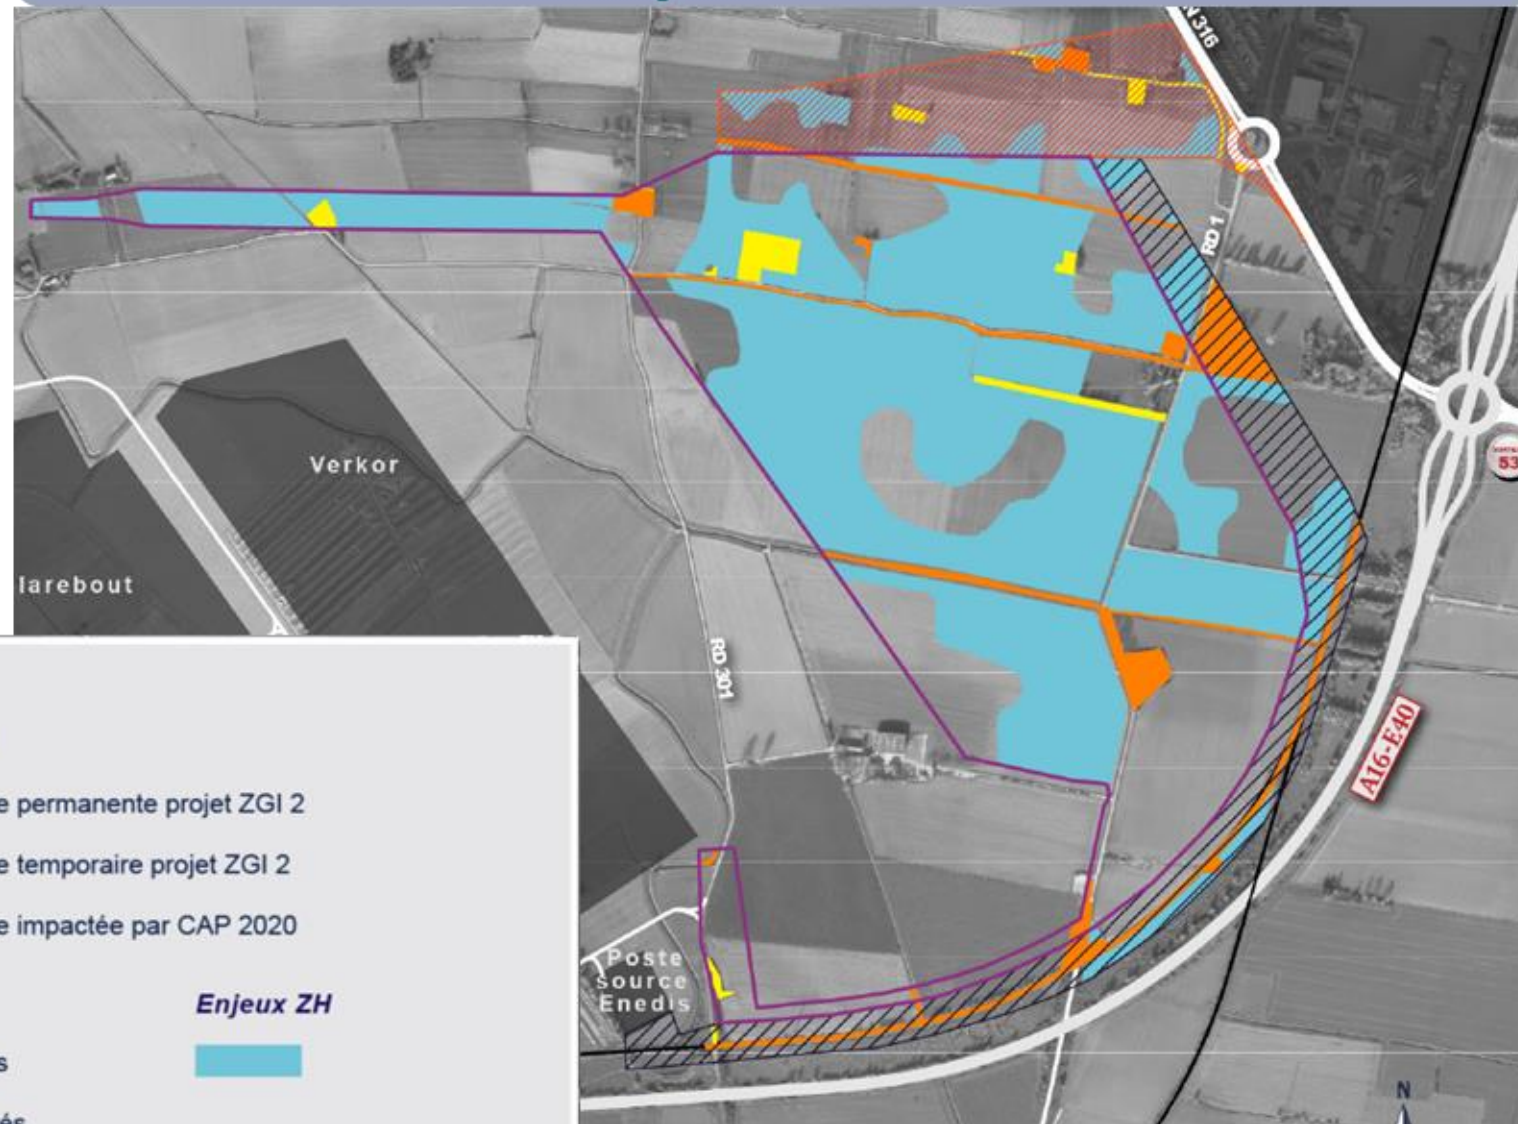 N 316
RD 1
53
Verkor
larebout
RD 301
A16-E40
e permanente projet ZGI 2
e temporaire projet ZGI 2
e impactée par CAP 2020
Enjeux ZH
s
Poste
source
Enedis
N